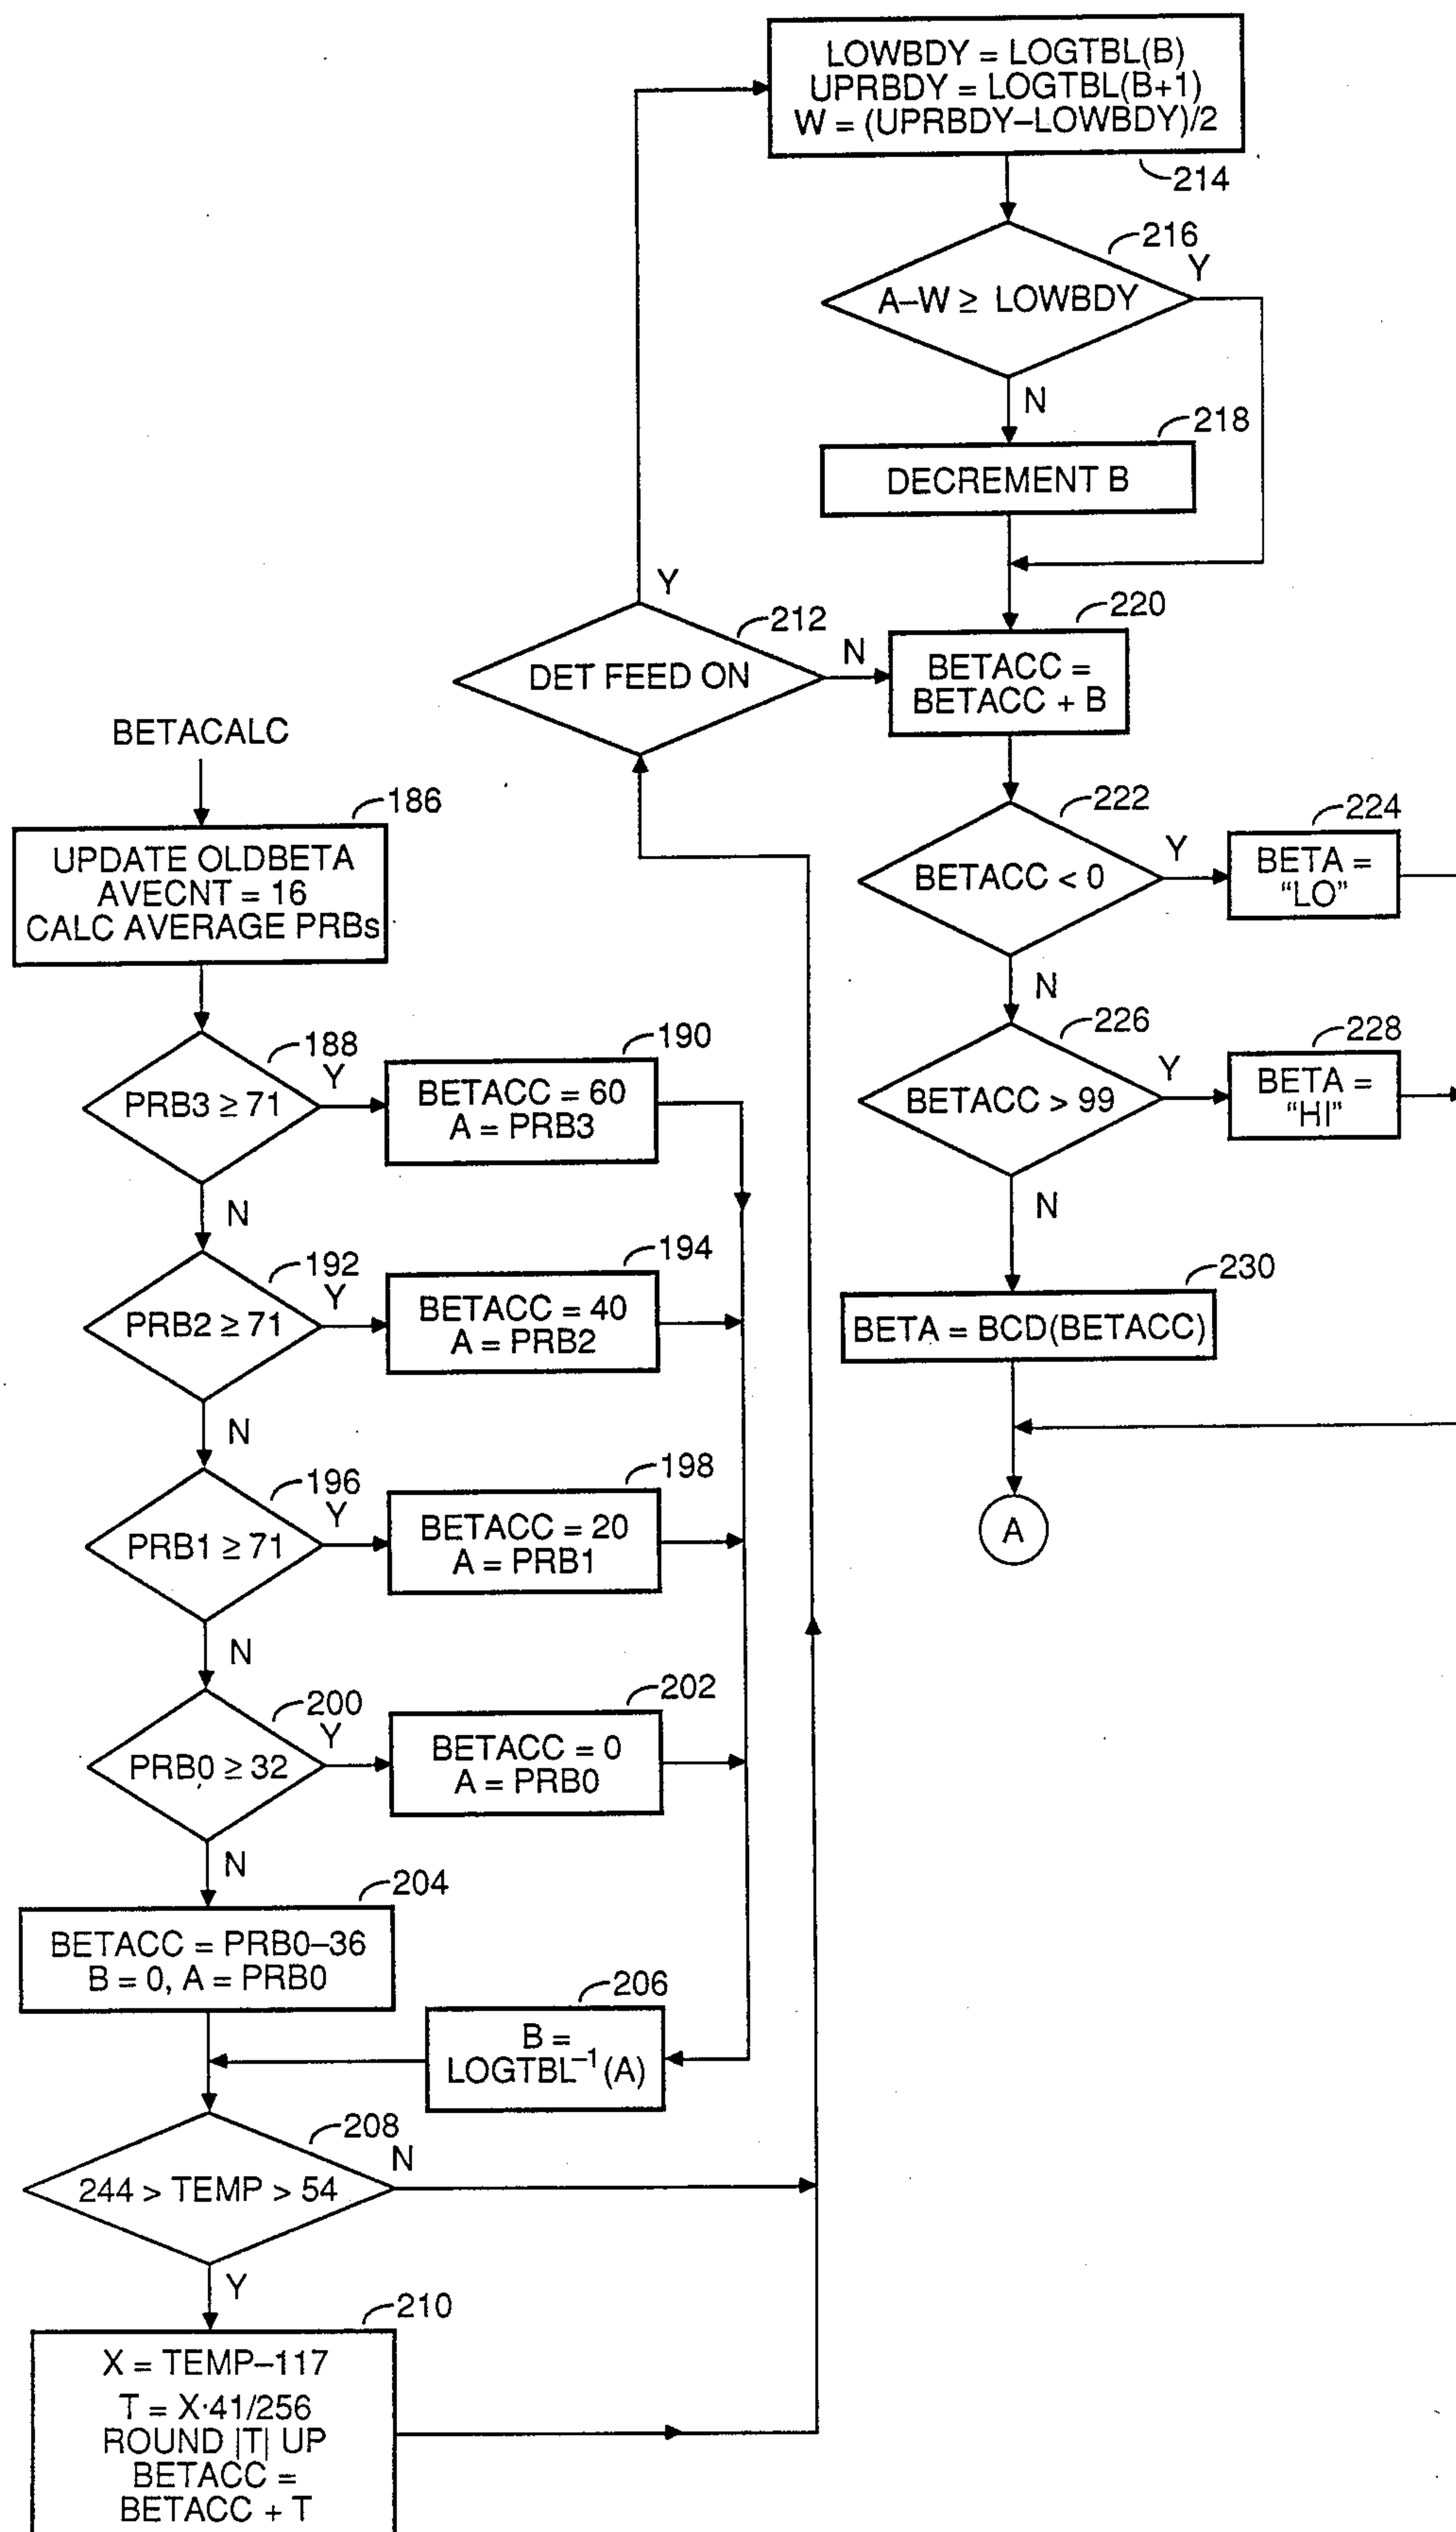 BETACALC
186
UPDATE OLDBETA
AVECNT = 16
CALC AVERAGE PRBs
188
PRB3 ≥ 71
Y
N
190
BETACC = 60
A = PRB3
192
PRB2 ≥ 71
Y
N
194
BETACC = 40
A = PRB2
196
PRB1 ≥ 71
Y
N
198
BETACC = 20
A = PRB1
200
PRB0 ≥ 32
Y
N
202
BETACC = 0
A = PRB0
204
BETACC = PRB0–36
B = 0, A = PRB0
206
B =
LOGTBL⁻¹(A)
208
244 > TEMP > 54
N
Y
210
X = TEMP–117
T = X·41/256
ROUND |T| UP
BETACC =
BETACC + T
212
DET FEED ON
Y
N
LOWBDY = LOGTBL(B)
UPRBDY = LOGTBL(B+1)
W = (UPRBDY–LOWBDY)/2
214
216
A–W ≥ LOWBDY
Y
N
218
DECREMENT B
220
BETACC =
BETACC + B
222
BETACC < 0
Y
N
224
BETA =
“LO”
226
BETACC > 99
Y
N
228
BETA =
“HI”
230
BETA = BCD(BETACC)
A